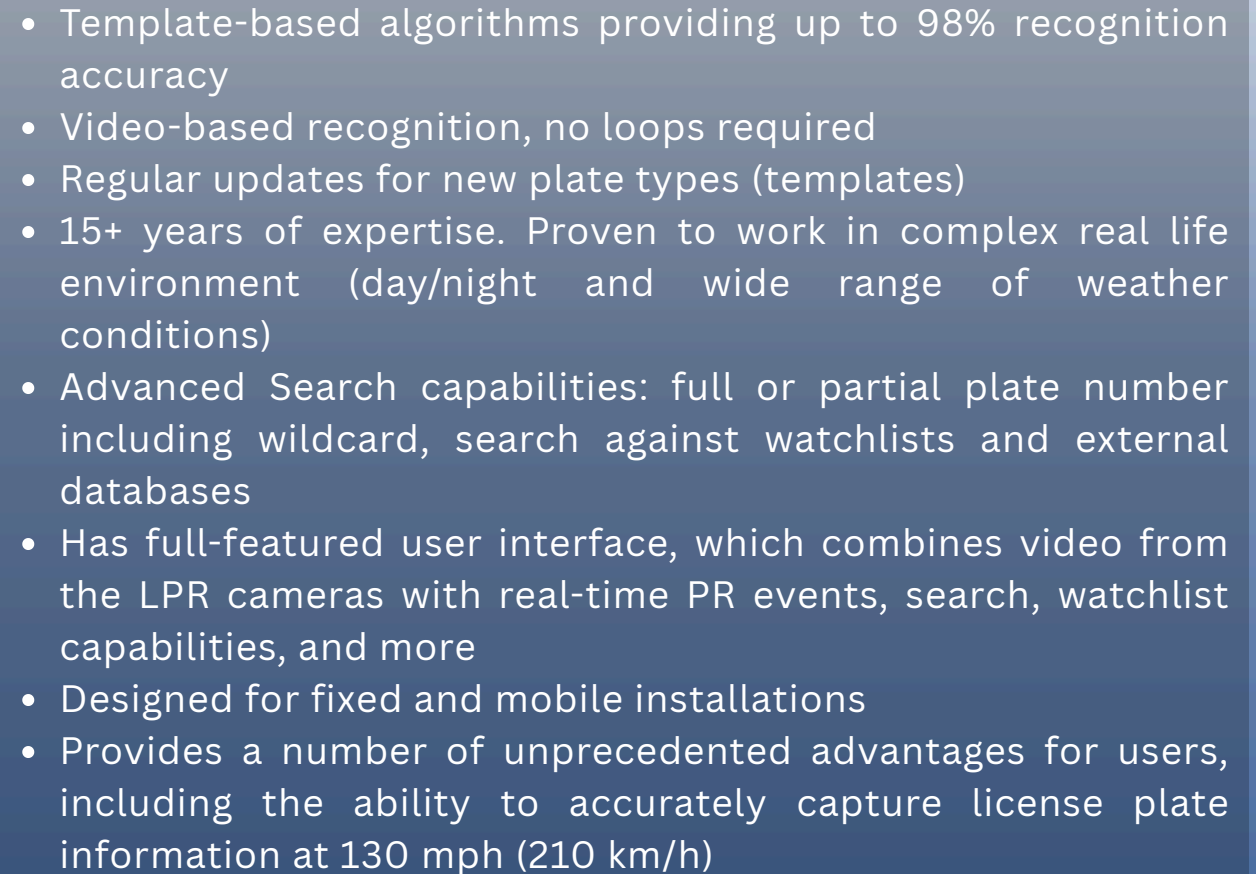 • Template-based algorithms providing up to 98% recognition
accuracy
• Video-based recognition, no loops required
• Regular updates for new plate types (templates)
• 15+ years of expertise. Proven to work in complex real life
environment (day/night and wide range of weather
conditions)
• Advanced Search capabilities: full or partial plate number
including wildcard, search against watchlists and external
databases
• Has full-featured user interface, which combines video from
the LPR cameras with real-time PR events, search, watchlist
capabilities, and more
• Designed for fixed and mobile installations
• Provides a number of unprecedented advantages for users,
including the ability to accurately capture license plate
information at 130 mph (210 km/h)